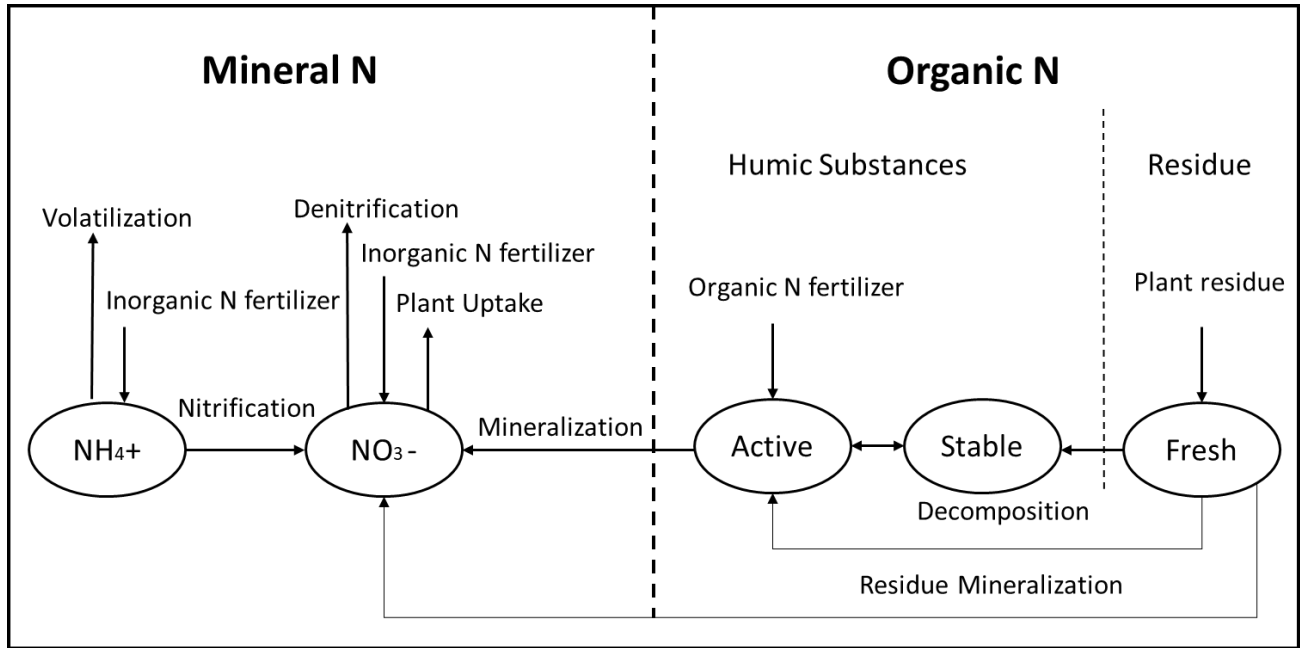 Mineral N
Organic N
Humic Substances
Residue
Volatilization
Denitrification
Inorganic N fertilizer
Inorganic N fertilizer
Plant Uptake
Organic N fertilizer
Plant residue
Nitrification
Mineralization
NH₄+
NO₃-
Active
Stable
Fresh
Decomposition
Residue Mineralization